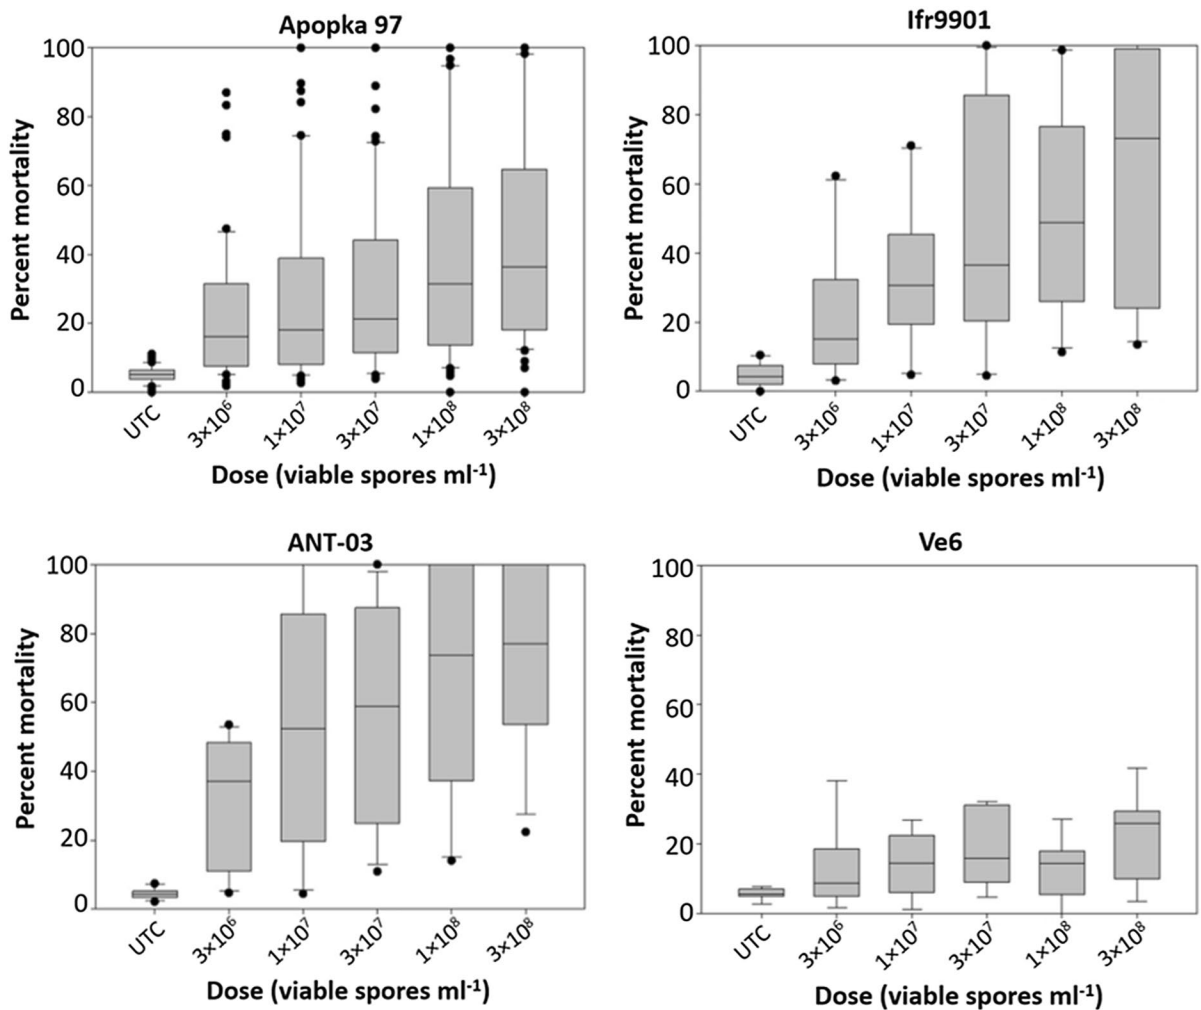 Apopka 97
Percent mortality
100
80
60
40
20
0
UTC 3×10⁶ 1×10⁷ 3×10⁷ 1×10⁸ 3×10⁸
Dose (viable spores ml⁻¹)
Ifr9901
Percent mortality
100
80
60
40
20
0
UTC 3×10⁶ 1×10⁷ 3×10⁷ 1×10⁸ 3×10⁸
Dose (viable spores ml⁻¹)
ANT-03
Percent mortality
100
80
60
40
20
0
UTC 3×10⁶ 1×10⁷ 3×10⁷ 1×10⁸ 3×10⁸
Dose (viable spores ml⁻¹)
Ve6
Percent mortality
100
80
60
40
20
0
UTC 3×10⁶ 1×10⁷ 3×10⁷ 1×10⁸ 3×10⁸
Dose (viable spores ml⁻¹)